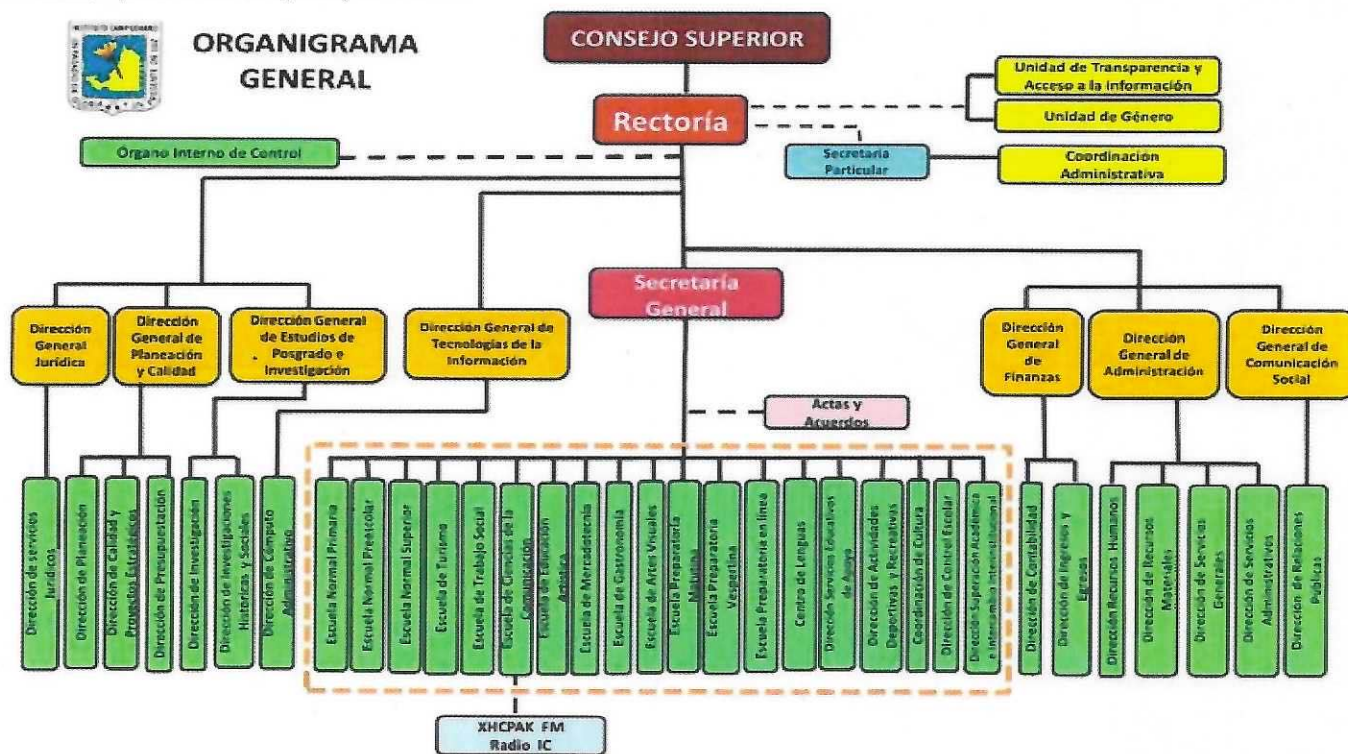 INSTITUTO CAMPECHANO
ORGANIGRAMA
GENERAL
CONSEJO SUPERIOR
Rectoría
Unidad de Transparencia y
Acceso a la información
Unidad de Género
Órgano Interno de Control
Secretaría
Particular
Coordinación
Administrativa
Secretaría
General
Dirección
General
Jurídica
Dirección
General de
Planeación
y Calidad
Dirección General
de Estudios de
Posgrado e
Investigación
Dirección General de
Tecnologías de la
Información
Dirección
General
de
Finanzas
Dirección
General de
Administración
Dirección
General de
Comunicación
Social
Actas y
Acuerdos
Dirección de servicios
Jurídicos
Dirección de Planeación
Dirección de Calidad y
Proyectos Estratégicos
Dirección de Presupuestación
Dirección de Investigación
Dirección de Investigaciones
Históricas y Sociales
Dirección de Cómputo
Administrativo
Escuela Normal Primaria
Escuela Normal Preescolar
Escuela Normal Superior
Escuela de Turismo
Escuela de Trabajo Social
Escuela de Ciencias de la
Comunicación
Escuela de Educación
Artística
Escuela de Mercadotecnia
Escuela de Gastronomía
Escuela de Artes Visuales
Escuela Preparatoria
Matutina
Escuela Preparatoria
Vespertina
Escuela Preparatoria en línea
Centro de Lenguas
Dirección Servicios Educativos
de Apoyo
Dirección de Actividades
Deportivas y Recreativas
Coordinación de Cultura
Dirección de Control Escolar
Dirección Superación Académica
e Intercambio Interinstitucional
Dirección de Contabilidad
Dirección de Ingresos y
Egresos
Dirección Recursos Humanos
Dirección de Recursos
Materiales
Dirección de Servicios
Generales
Dirección de Servicios
Administrativos
Dirección de Relaciones
Públicas
XHCPAK FM
Radio IC